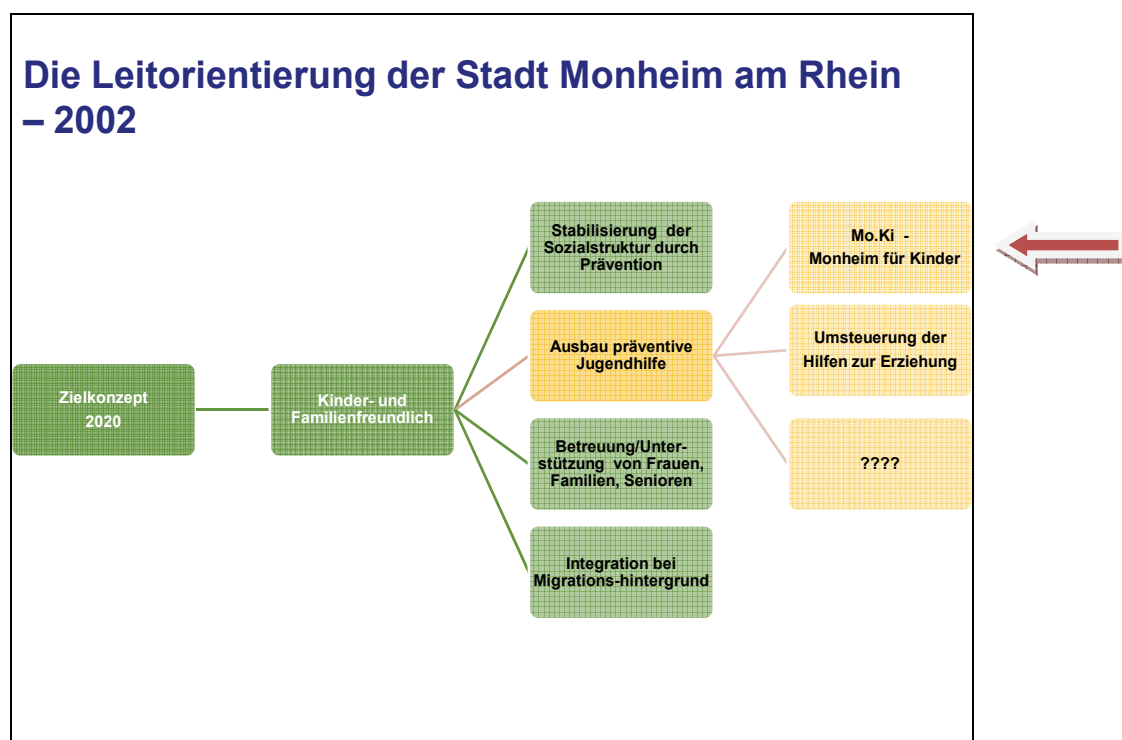 Die Leitorientierung der Stadt Monheim am Rhein
– 2002
Zielkonzept
2020
Kinder- und
Familienfreundlich
Stabilisierung der
Sozialstruktur durch
Prävention
Ausbau präventive
Jugendhilfe
Betreuung/Unter-
stützung von Frauen,
Familien, Senioren
Integration bei
Migrations-hintergrund
Mo.Ki -
Monheim für Kinder
Umsteuerung der
Hilfen zur Erziehung
????